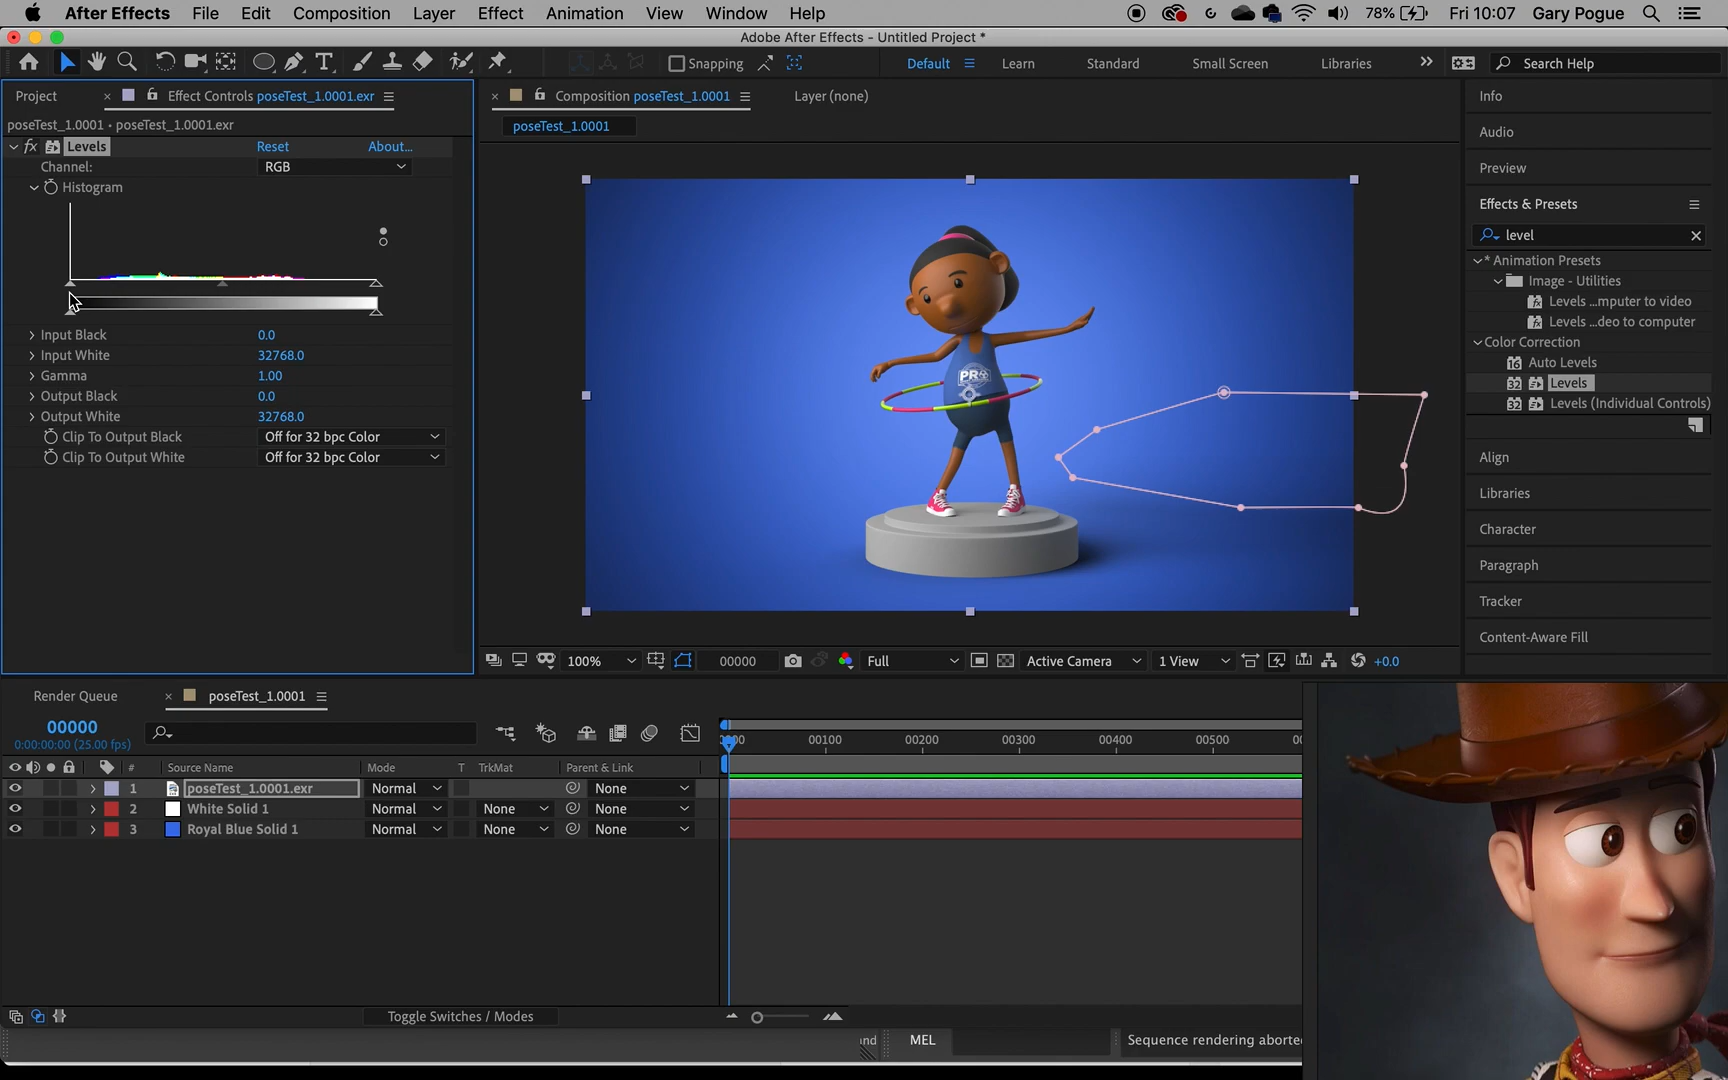 After Effects File Edit Composition Layer Effect Animation View Window Help 78% Fri 10:07 Gary Pogue
Adobe After Effects - Untitled Project *
Snapping Default Learn Standard Small Screen Libraries Search Help
Project Effect Controls poseTest_1.0001.exr
poseTest_1.0001 • poseTest_1.0001.exr
fx Levels Reset About...
Channel: RGB
Histogram
Input Black 0.0
Input White 32768.0
Gamma 1.00
Output Black 0.0
Output White 32768.0
Clip To Output Black Off for 32 bpc Color
Clip To Output White Off for 32 bpc Color
Composition poseTest_1.0001 Layer (none)
poseTest_1.0001
PRO
100% 00000 Full Active Camera 1 View +0.0
Info
Audio
Preview
Effects & Presets
level
* Animation Presets
Image - Utilities
Levels ...mputer to video
Levels ...deo to computer
Color Correction
16 Auto Levels
32 Levels
32 Levels (Individual Controls)
Align
Libraries
Character
Paragraph
Tracker
Content-Aware Fill
Render Queue poseTest_1.0001
00000
0:00:00:00 (25.00 fps)
00100 00200 00300 00400 00500
# Source Name Mode T TrkMat Parent & Link
1 poseTest_1.0001.exr Normal None
2 White Solid 1 Normal None None
3 Royal Blue Solid 1 Normal None None
Toggle Switches / Modes
MEL Sequence rendering aborte